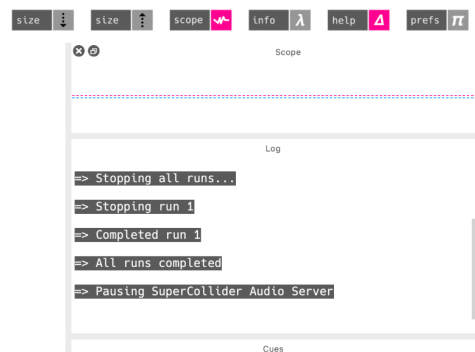 size size scope info λ help Δ prefs π
Scope
Log
=> Stopping all runs...
=> Stopping run 1
=> Completed run 1
=> All runs completed
=> Pausing SuperCollider Audio Server
Cues